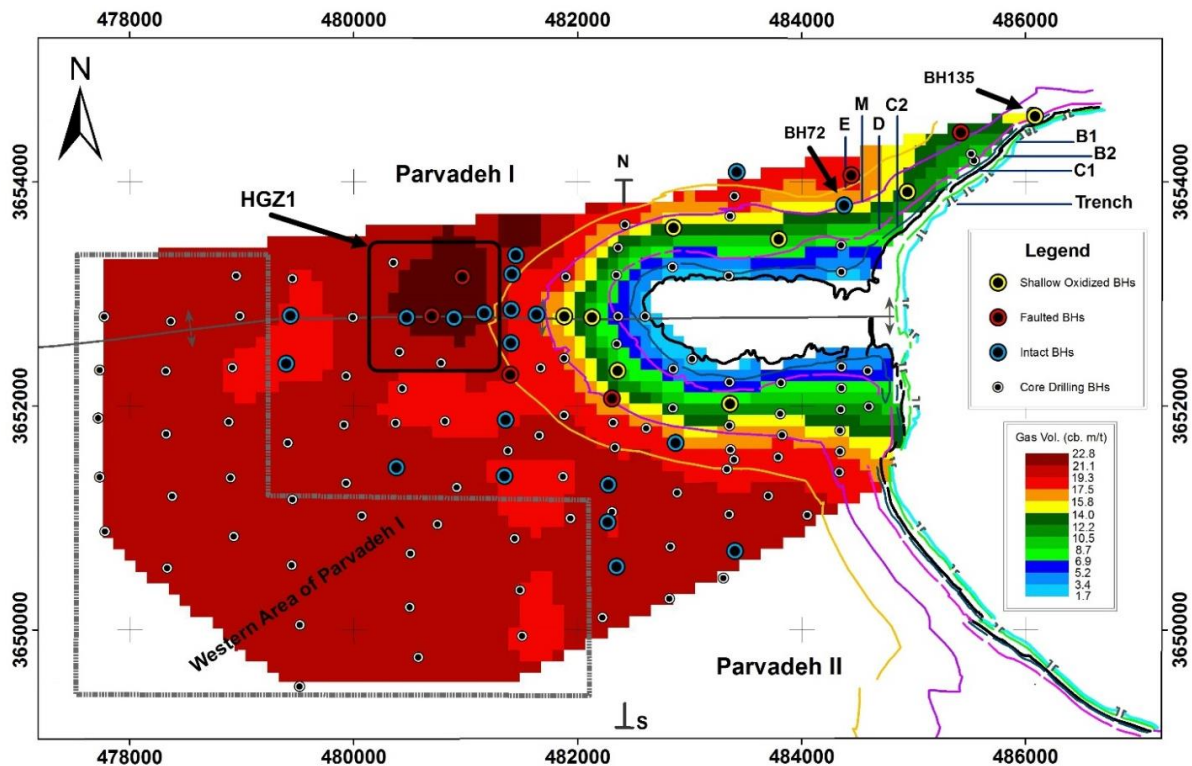 478000 480000 482000 484000 486000
N
BH135
C2
M
E D
BH72
B1
B2
C1
Trench
3654000 3654000
Parvadeh I
N
HGZ1
Legend
Shallow Oxidized BHs
Faulted BHs
Intact BHs
Core Drilling BHs
3652000 3652000
Gas Vol. (cb. m/t)
22.8
21.1
19.3
17.5
15.8
14.0
12.2
10.5
8.7
6.9
5.2
3.4
1.7
Western Area of Parvadeh I
3650000 3650000
Parvadeh II
S
478000 480000 482000 484000 486000